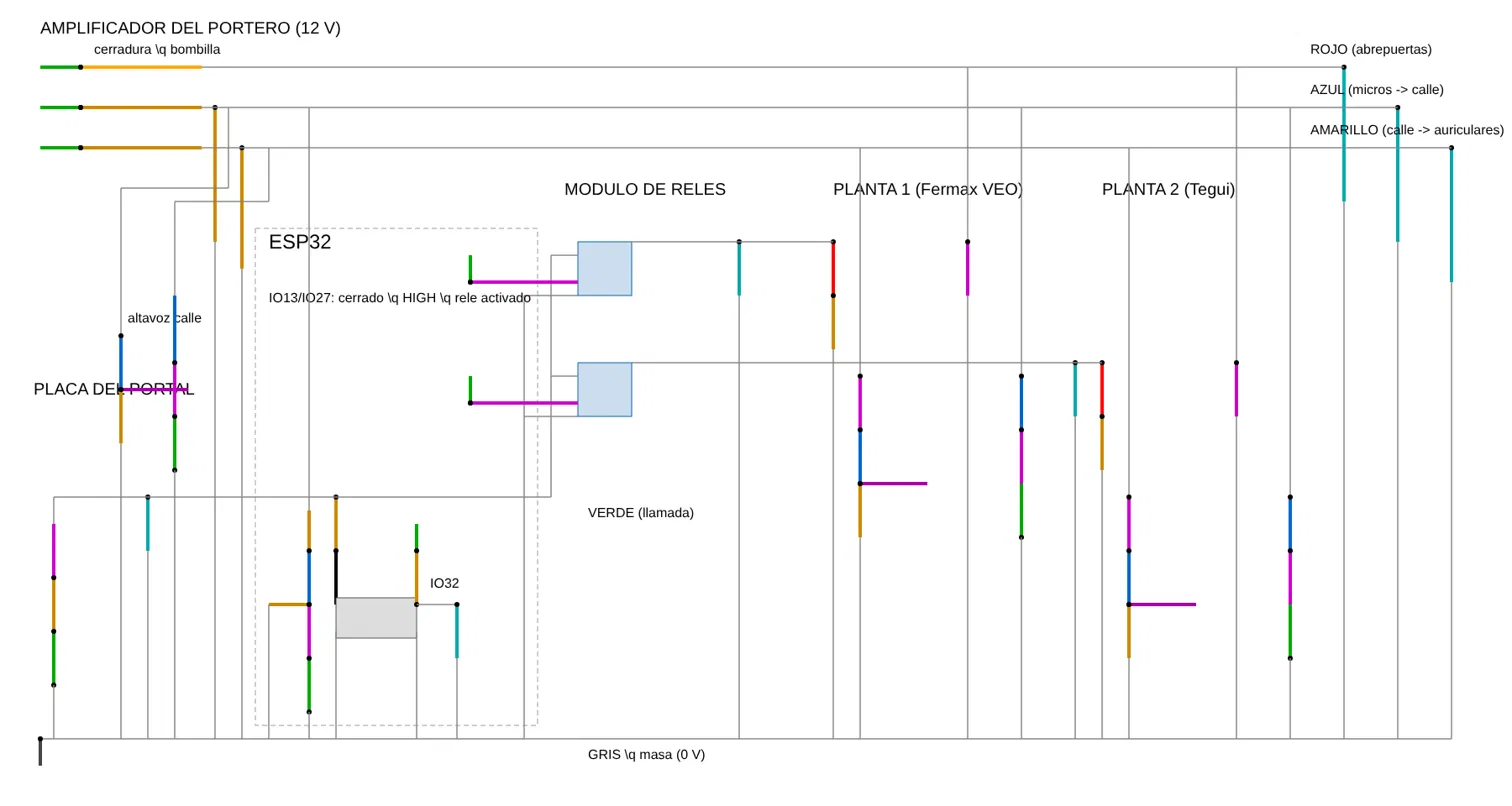 AMPLIFICADOR DEL PORTERO (12 V)
cerradura \q bombilla
ROJO (abrepuertas)
AZUL (micros -> calle)
AMARILLO (calle -> auriculares)
MODULO DE RELES
PLANTA 1 (Fermax VEO)
PLANTA 2 (Tegui)
ESP32
IO13/IO27: cerrado \q HIGH \q rele activado
altavoz calle
PLACA DEL PORTAL
VERDE (llamada)
IO32
GRIS \q masa (0 V)